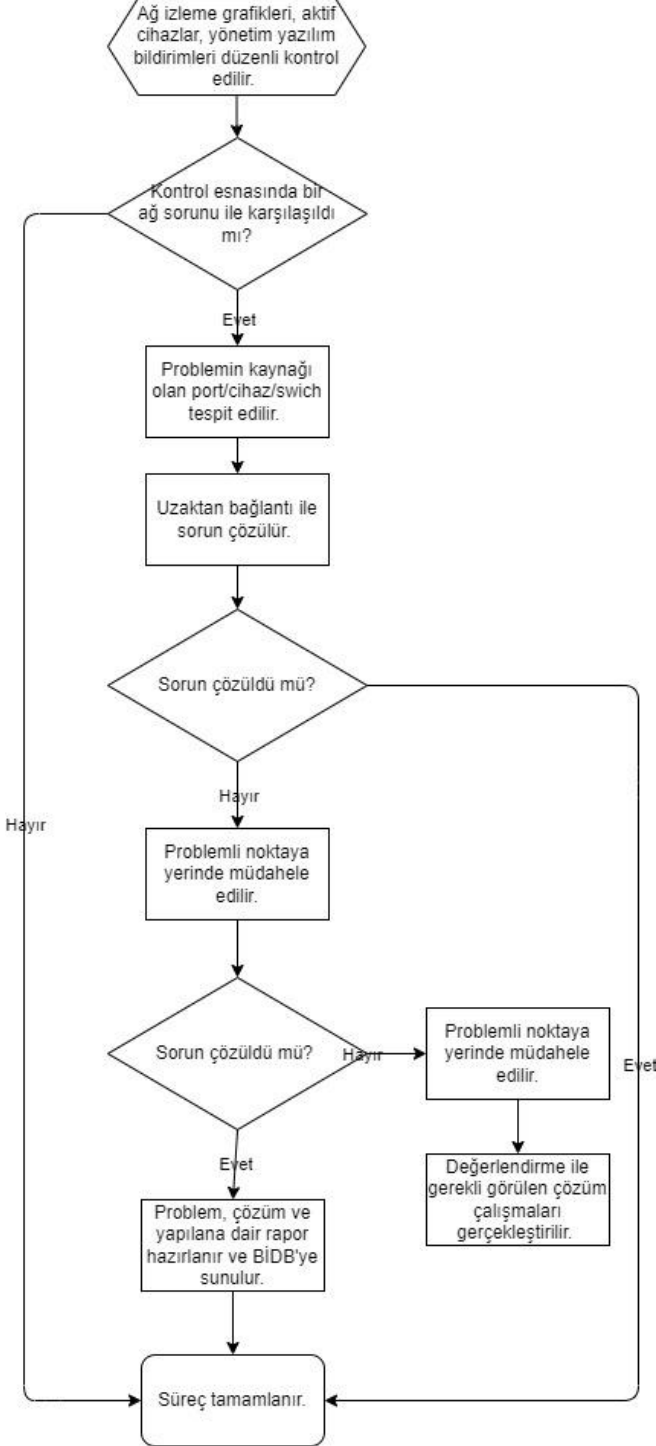 Ağ izleme grafikleri, aktif
cihazlar, yönetim yazılım
bildirimleri düzenli kontrol
edilir.
Kontrol esnasında bir
ağ sorunu ile karşılaşıldı
mı?
Evet
Problemin kaynağı
olan port/cihaz/swich
tespit edilir.
Uzaktan bağlantı ile
sorun çözülür.
Sorun çözüldü mü?
Hayır
Hayır
Problemli noktaya
yerinde müdahele
edilir.
Sorun çözüldü mü?
Hayır
Problemli noktaya
yerinde müdahele
edilir.
Evet
Evet
Değerlendirme ile
gerekli görülen çözüm
çalışmaları
gerçekleştirilir.
Problem, çözüm ve
yapılana dair rapor
hazırlanır ve BİDB'ye
sunulur.
Süreç tamamlanır.